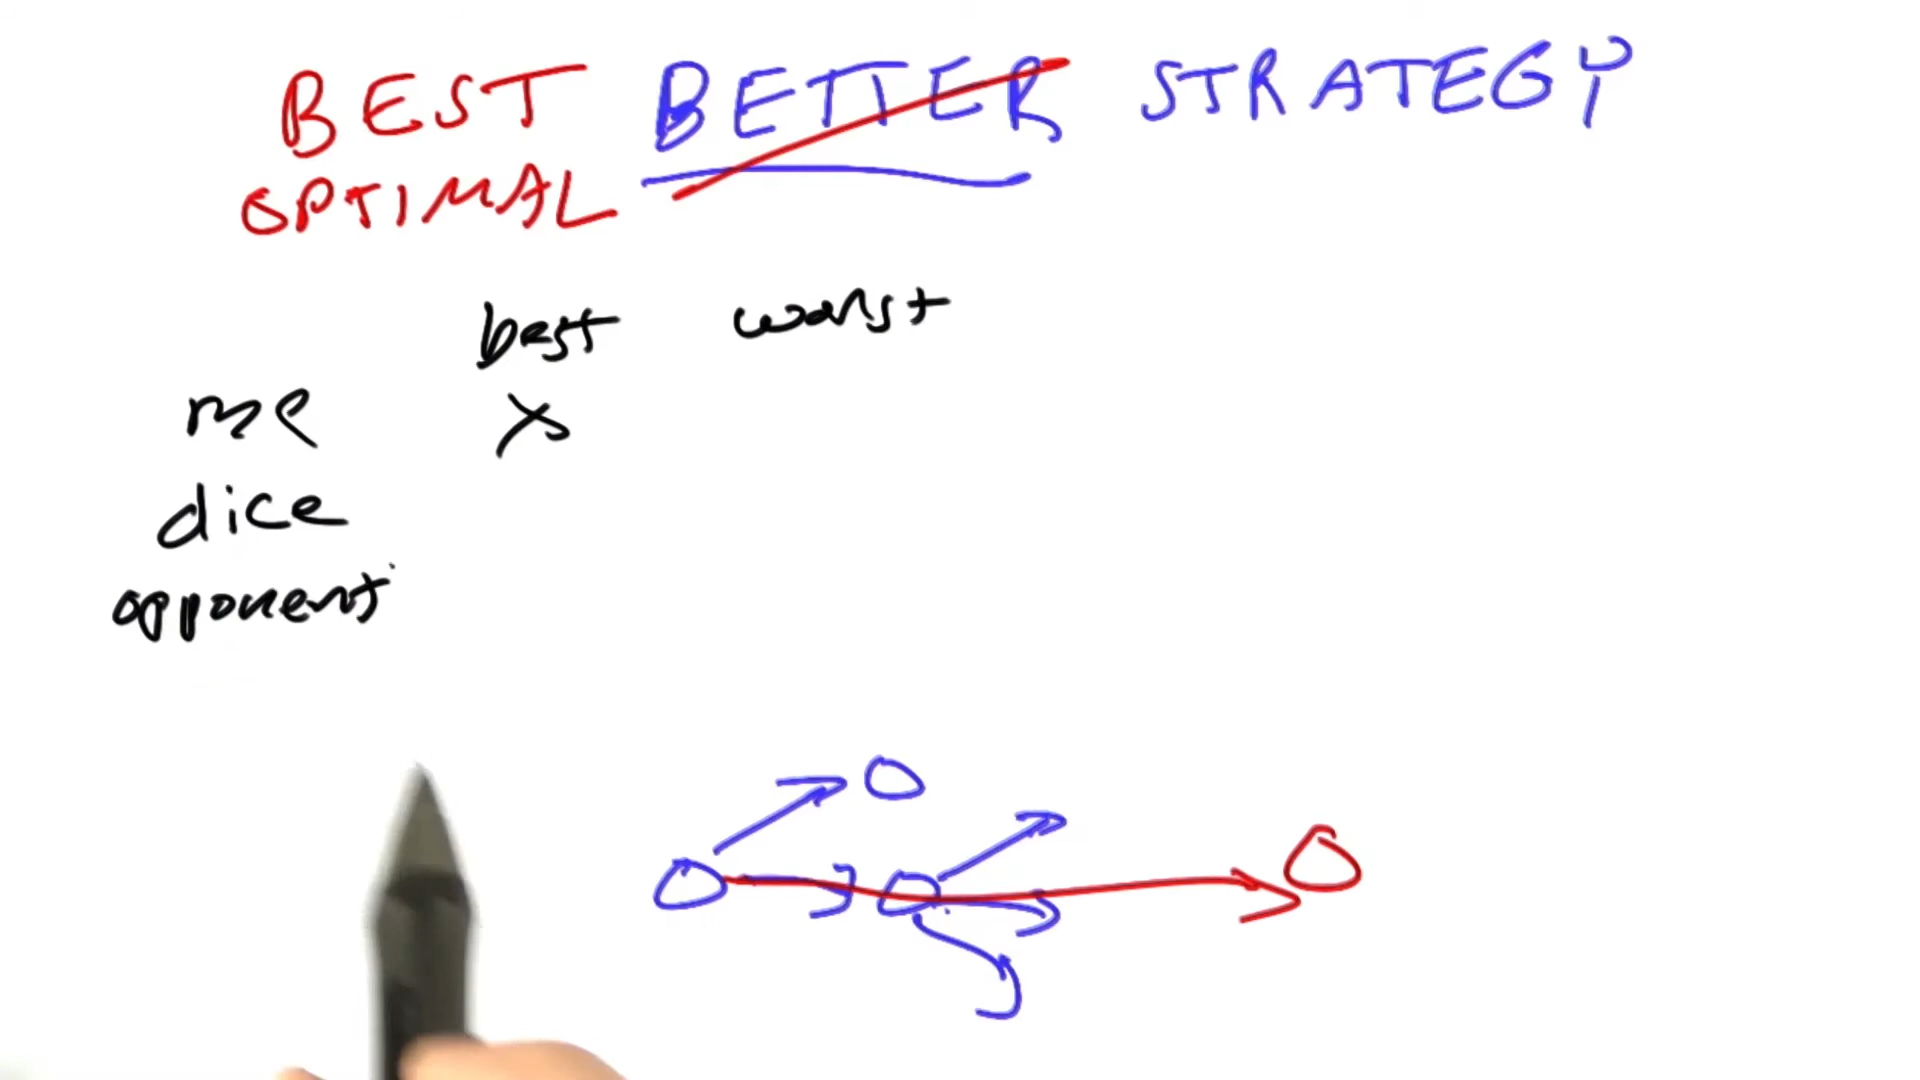 BEST BETTER STRATEGY
OPTIMAL
best worst
me x
dice
opponent